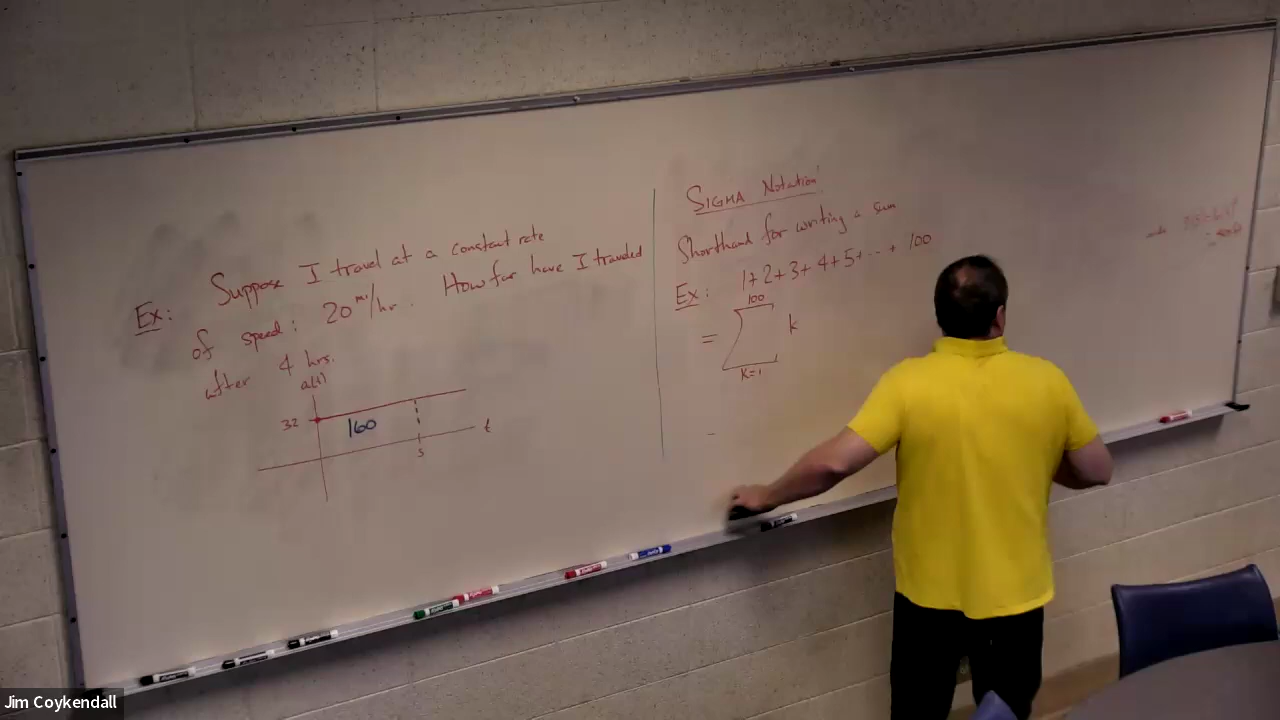 Ex: Suppose I travel at a constant rate
of speed: 20 mi/hr. How far have I traveled
after 4 hrs.
a(t)
32
160
t
5
SIGMA Notation!
Shorthand for writing a sum
Ex: 1+2+3+4+5+...+100
100
= Σ k
k=1
Jim Coykendall